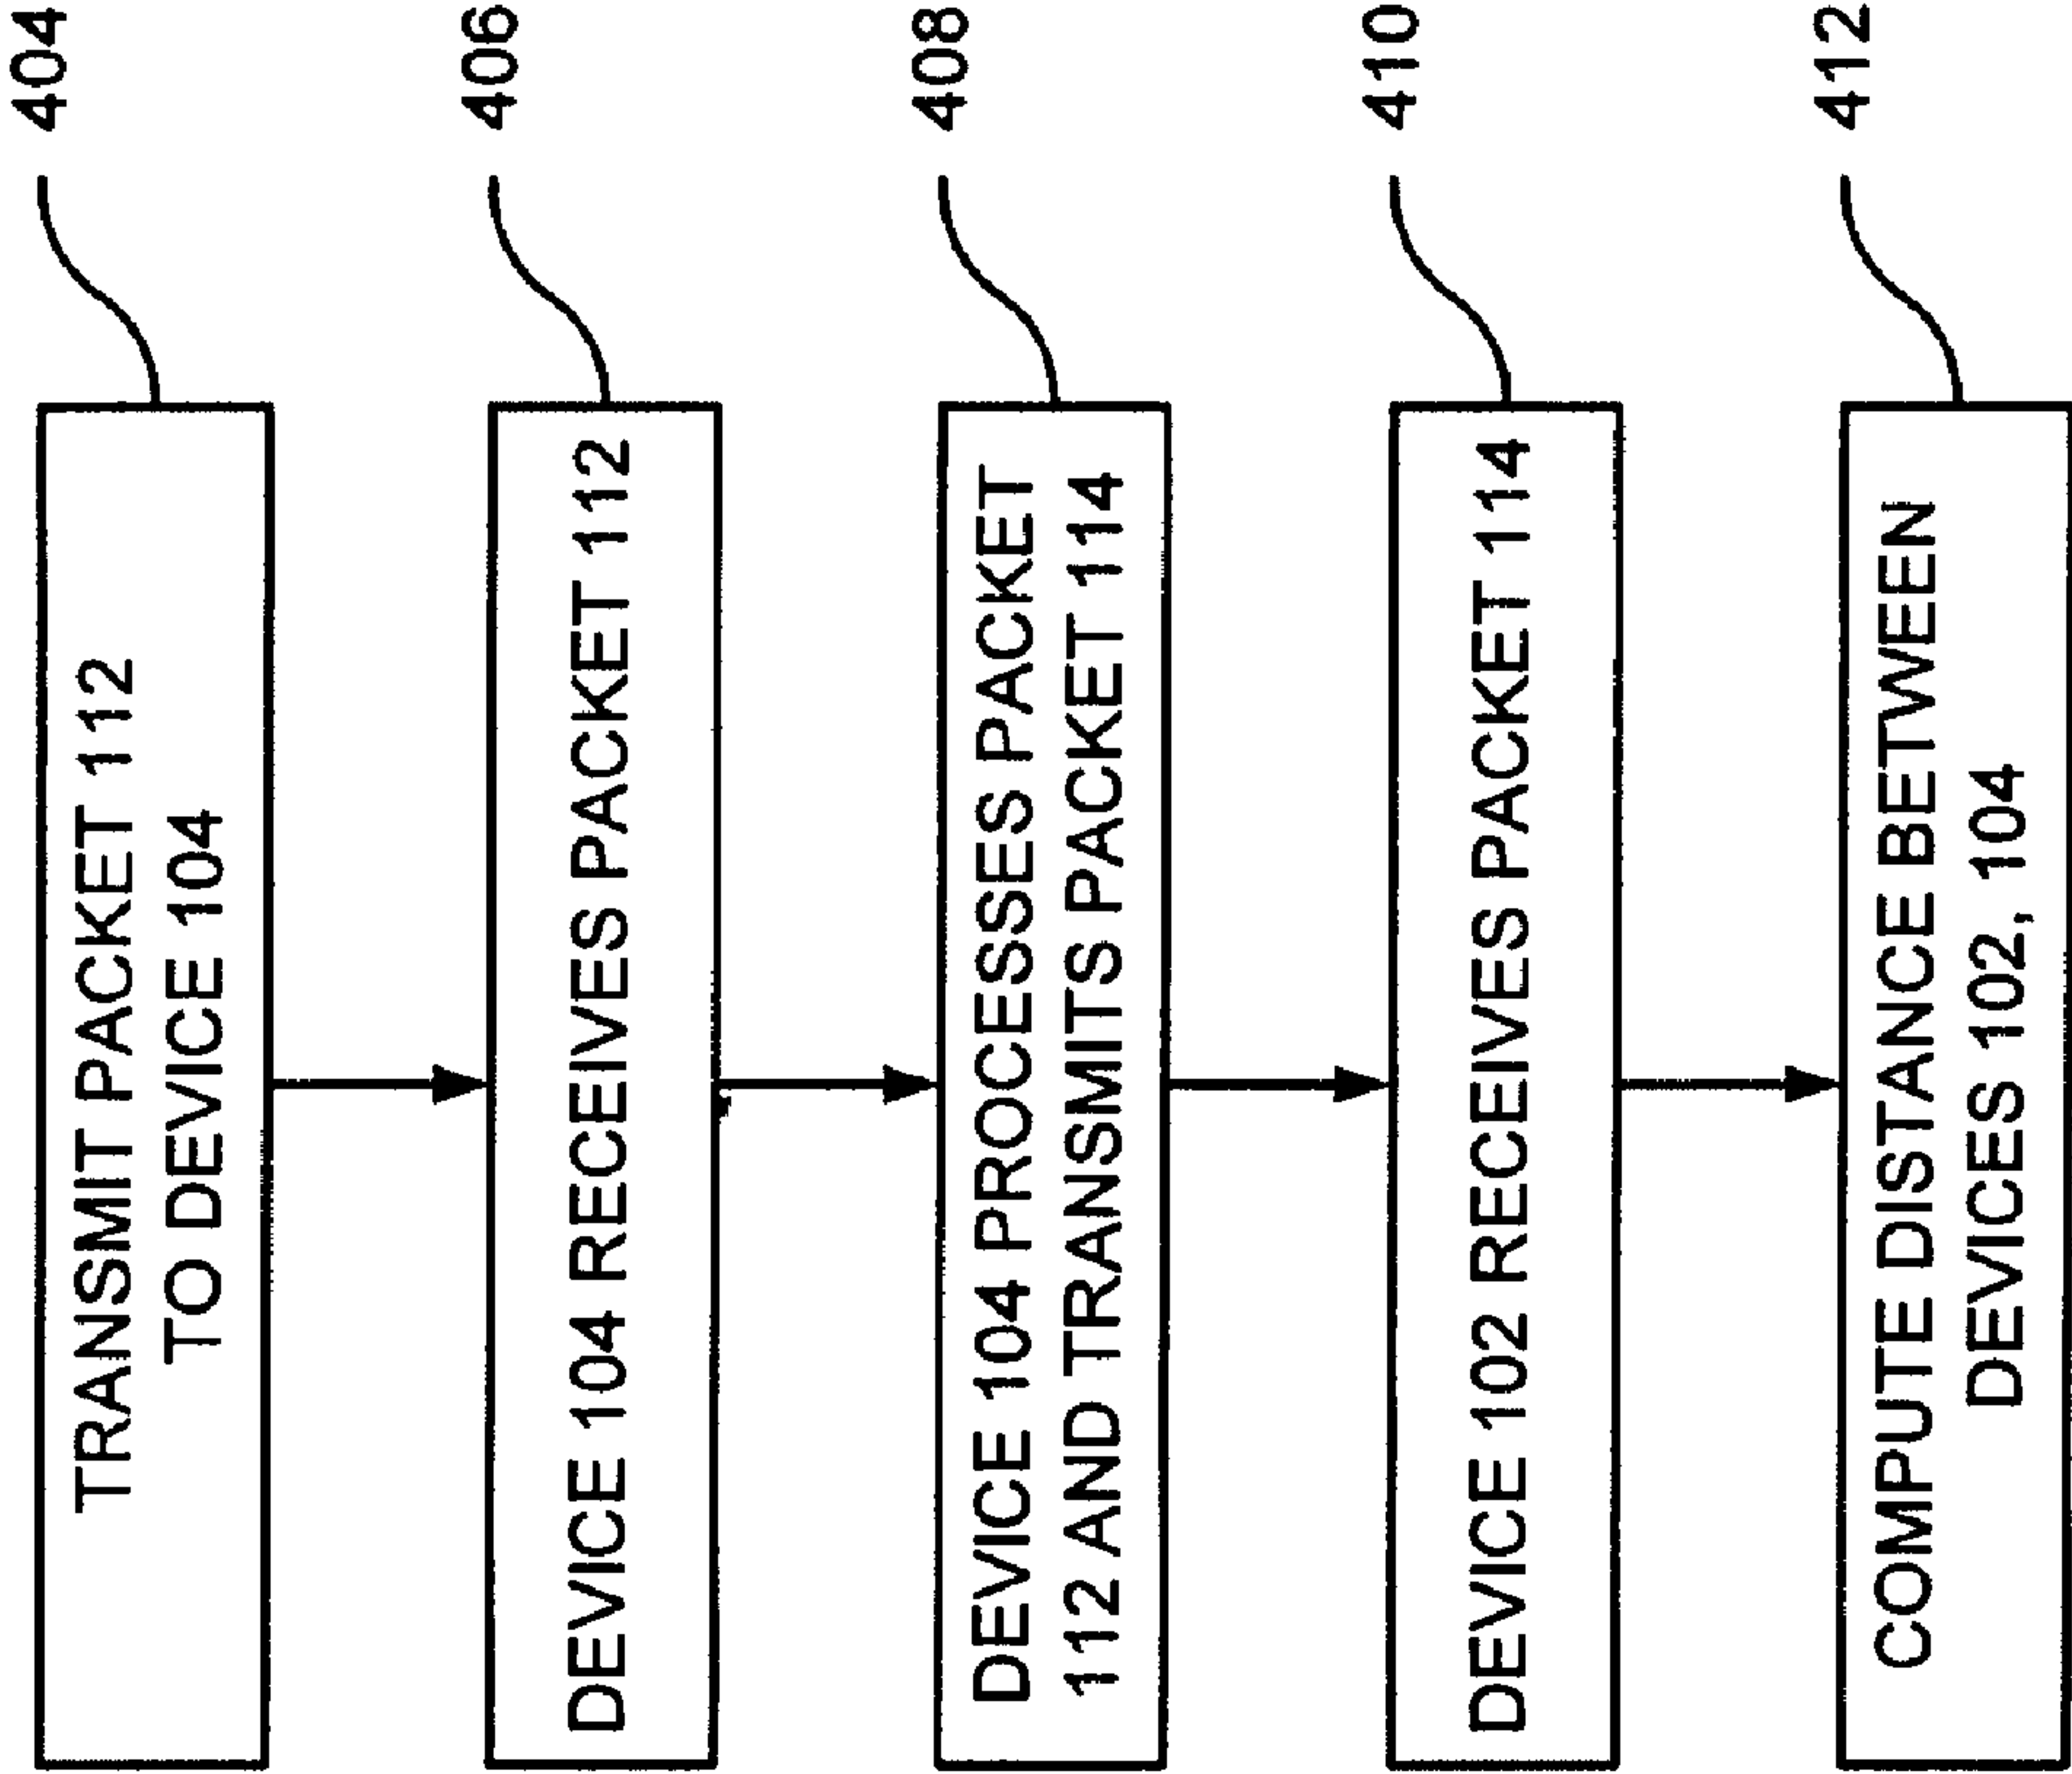 TRANSMIT PACKET 112
TO DEVICE 104
404
DEVICE 104 RECEIVES PACKET 112
406
DEVICE 104 PROCESSES PACKET
112 AND TRANSMITS PACKET 114
408
DEVICE 102 RECEIVES PACKET 114
410
COMPUTE DISTANCE BETWEEN
DEVICES 102, 104
412